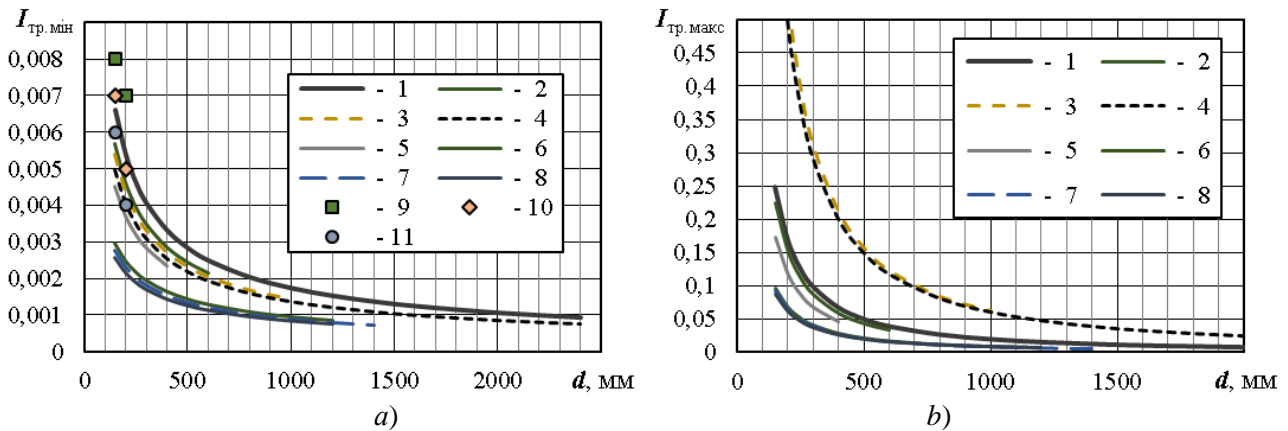 I тр. мін
0,008
0,007
0,006
0,005
0,004
0,003
0,002
0,001
0
0 500 1000 1500 2000 d, мм
- 1 - 2
- 3 - 4
- 5 - 6
- 7 - 8
- 9 - 10
- 11
a)
I тр. макс
0,45
0,4
0,35
0,3
0,25
0,2
0,15
0,1
0,05
0
0 500 1000 1500 d, мм
- 1 - 2
- 3 - 4
- 5 - 6
- 7 - 8
b)